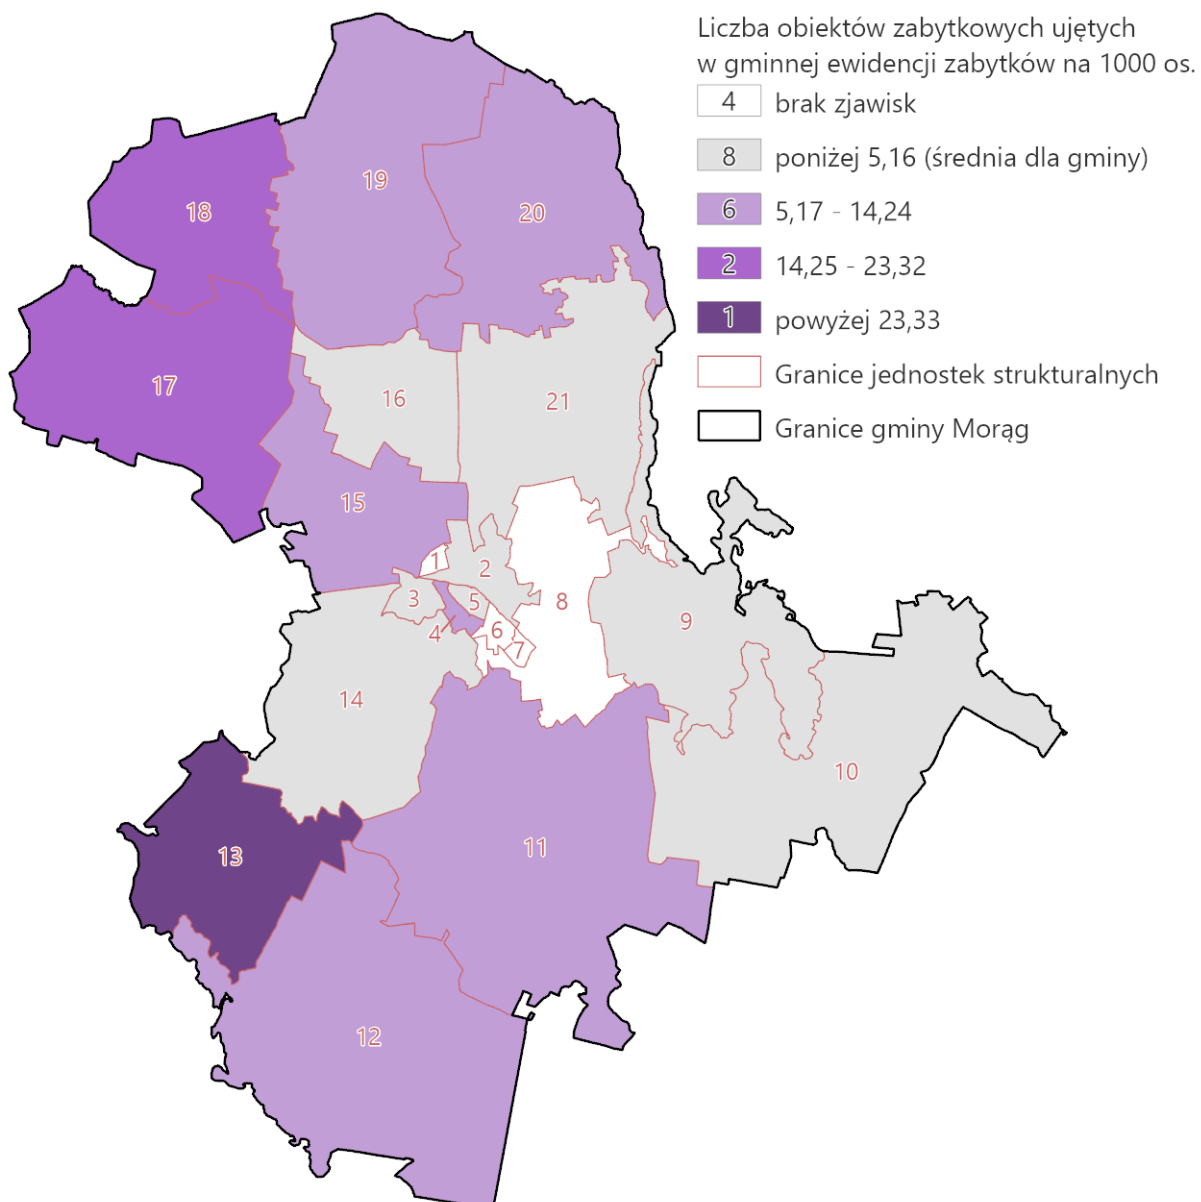 Liczba obiektów zabytkowych ujętych
w gminnej ewidencji zabytków na 1000 os.
4 brak zjawisk
8 poniżej 5,16 (średnia dla gminy)
6 5,17 - 14,24
2 14,25 - 23,32
1 powyżej 23,33
Granice jednostek strukturalnych
Granice gminy Morąg
19
18
20
17
16
21
15
1
2
3
5
8
4
6
7
9
14
10
13
11
12